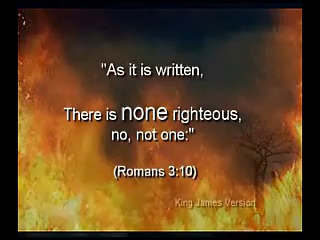 "As it is written,
There is none righteous,
no, not one:"
(Romans 3:10)
King James Version